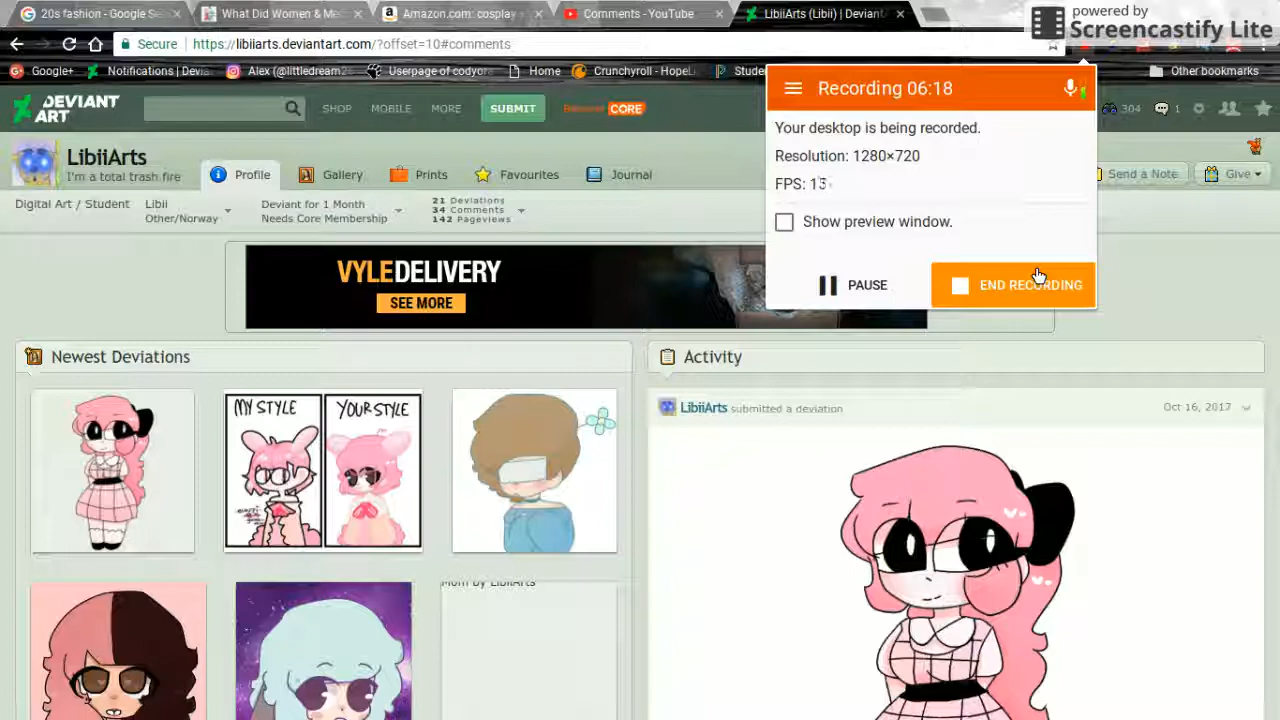 20s fashion - Google Se
What Did Women & M
Amazon.com: cosplay
Comments - YouTube
LibiiArts (Libii) | Deviant
powered by
Screencastify Lite
Secure
https://libiiarts.deviantart.com/?offset=10#comments
Google+
Notifications | Devia
Alex (@littledream2
Userpage of codyor
Home
Crunchyroll - HopeL
Stude
Other bookmarks
DEVIANT
ART
SHOP
MOBILE
MORE
SUBMIT
CORE
304
1
Recording 06:18
Your desktop is being recorded.
Resolution: 1280×720
FPS: 15
Show preview window.
PAUSE
END RECORDING
LibiiArts
I'm a total trash fire
Profile
Gallery
Prints
Favourites
Journal
Send a Note
Give
Digital Art / Student
Libii
Other/Norway
Deviant for 1 Month
Needs Core Membership
21 Deviations
34 Comments
142 Pageviews
VYLEDELIVERY
SEE MORE
Newest Deviations
Activity
LibiiArts submitted a deviation
Oct 16, 2017
MY STYLE
YOUR STYLE
Mom by LibiiArts